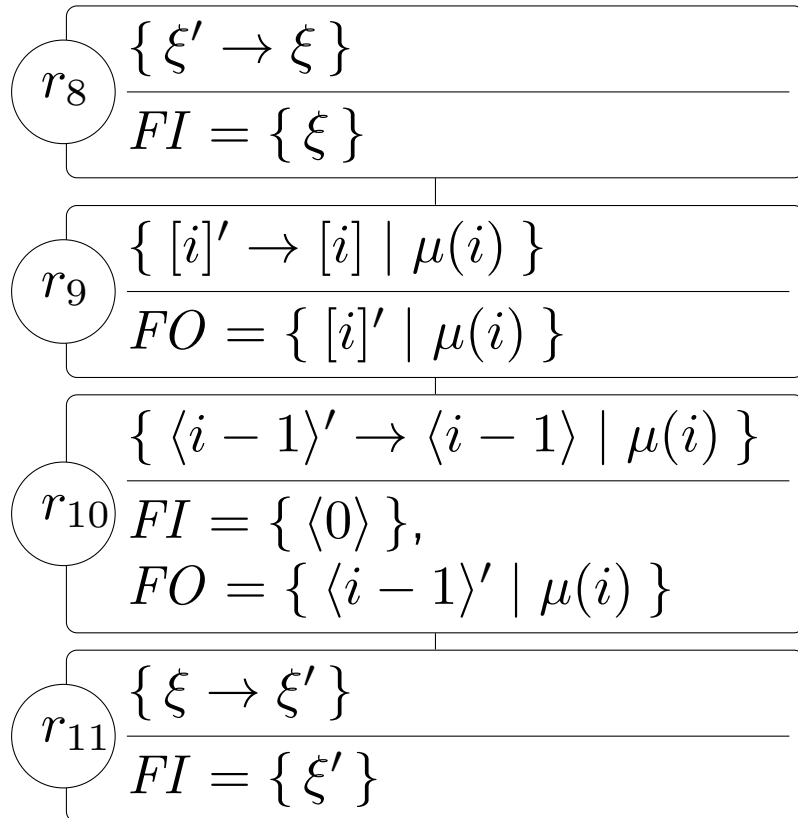 r₈
{ ξ′ → ξ }
FI = { ξ }
r₉
{ [i]′ → [i] | μ(i) }
FO = { [i]′ | μ(i) }
r₁₀
{ ⟨i − 1⟩′ → ⟨i − 1⟩ | μ(i) }
FI = { ⟨0⟩ },
FO = { ⟨i − 1⟩′ | μ(i) }
r₁₁
{ ξ → ξ′ }
FI = { ξ′ }